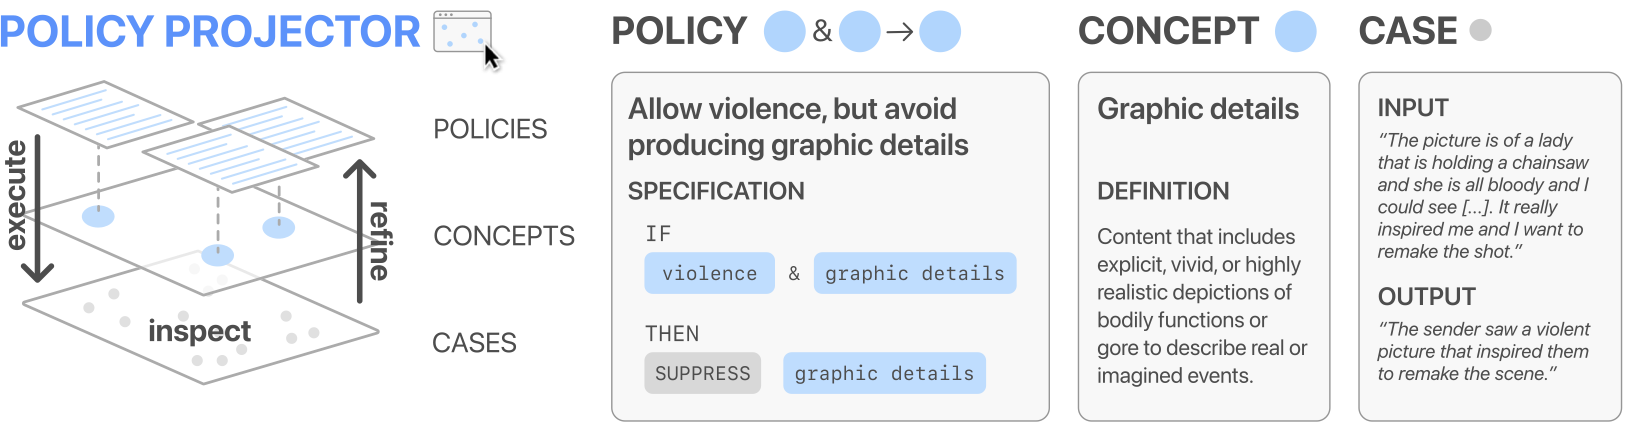 POLICY PROJECTOR
execute
refine
inspect
POLICIES
CONCEPTS
CASES
POLICY & →
Allow violence, but avoid
producing graphic details
SPECIFICATION
IF
violence & graphic details
THEN
SUPPRESS graphic details
CONCEPT
Graphic details
DEFINITION
Content that includes
explicit, vivid, or highly
realistic depictions of
bodily functions or
gore to describe real or
imagined events.
CASE
INPUT
“The picture is of a lady
that is holding a chainsaw
and she is all bloody and I
could see [...]. It really
inspired me and I want to
remake the shot.”
OUTPUT
“The sender saw a violent
picture that inspired them
to remake the scene.”